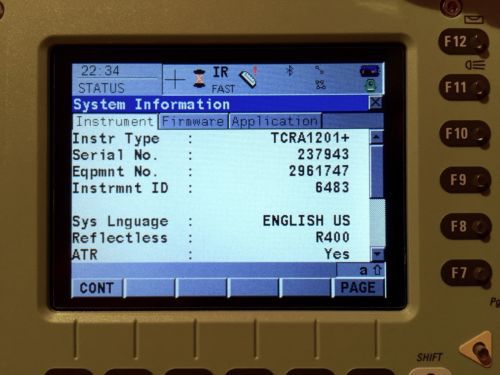 22:34
STATUS
IR
FAST
System Information
Instrument Firmware Application
Instr Type : TCRA1201+
Serial No. : 237943
Eqpmnt No. : 2961747
Instrmnt ID : 6483
Sys Lnguage : ENGLISH US
Reflectless : R400
ATR : Yes
a
CONT PAGE
F12
F11
F10
F9
F8
F7
SHIFT